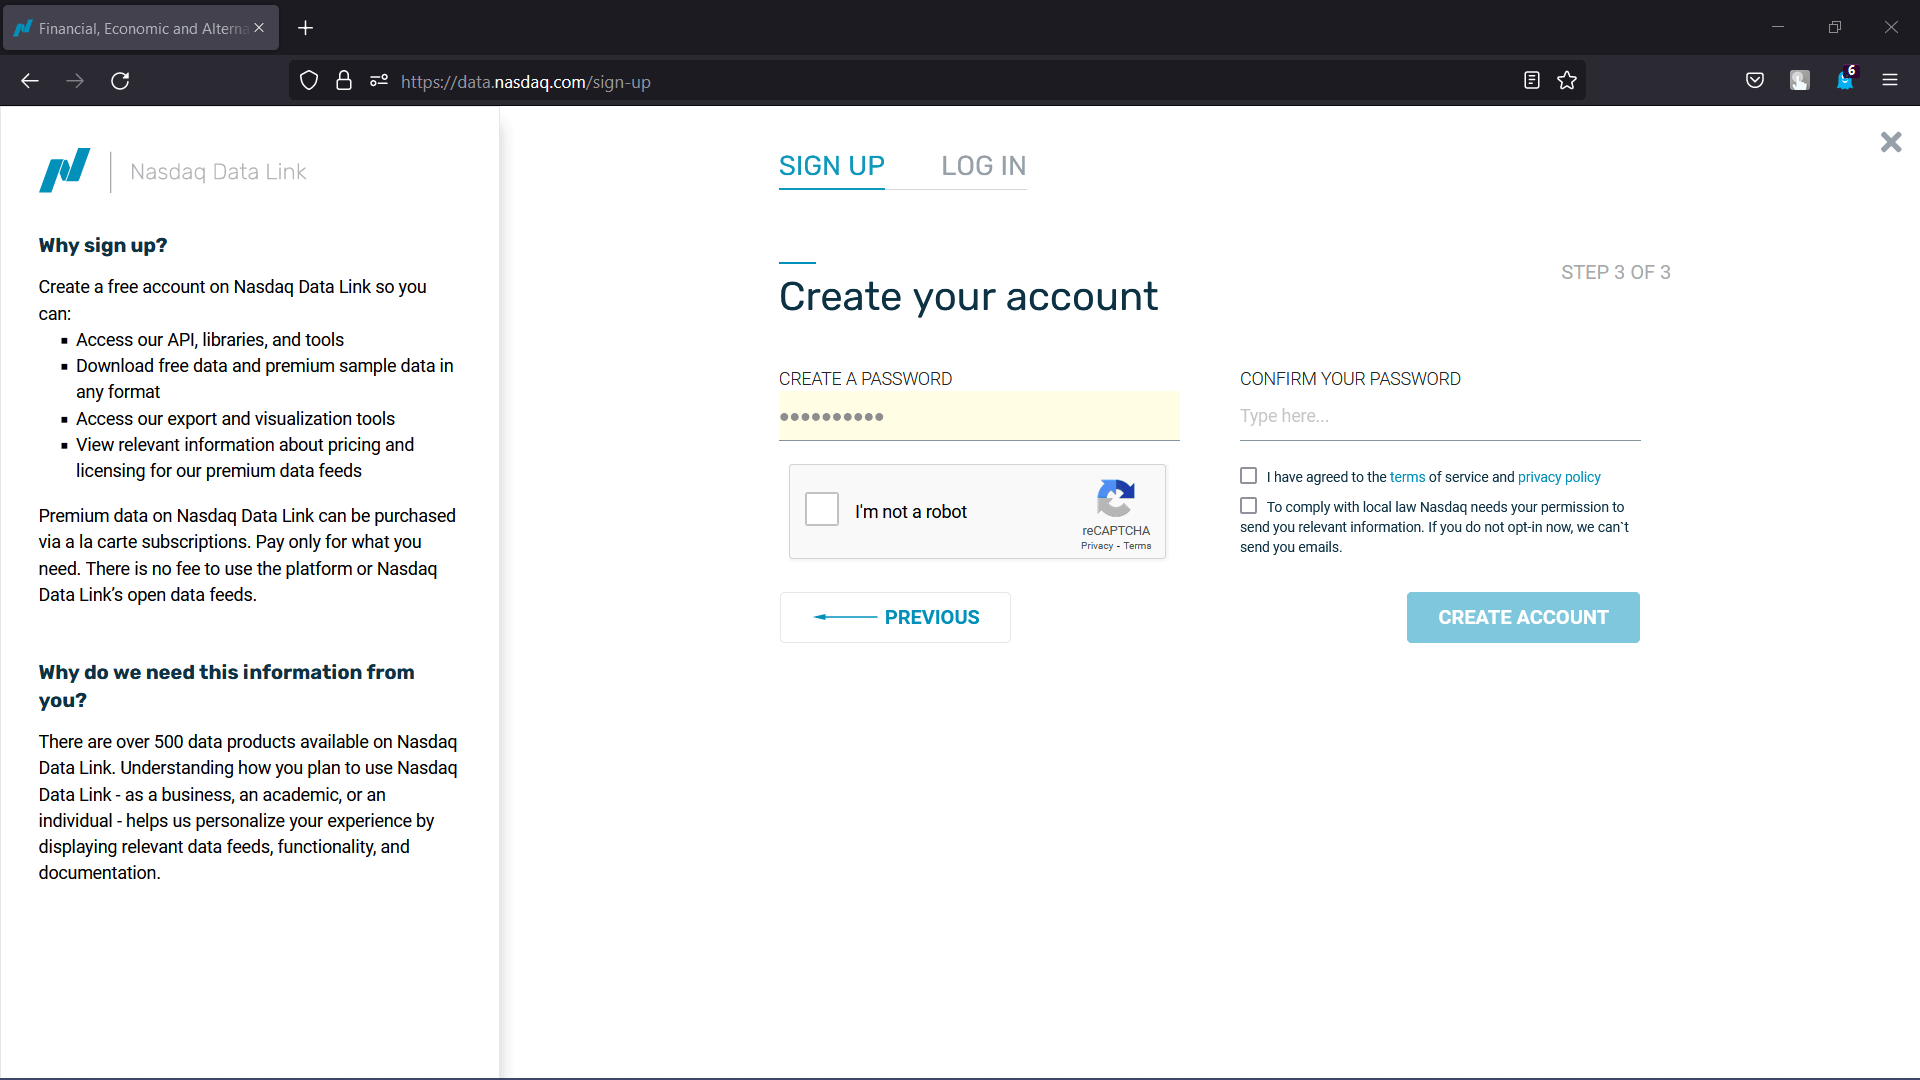 Financial, Economic and Alterna
https://data.nasdaq.com/sign-up
6
Nasdaq Data Link
Why sign up?
Create a free account on Nasdaq Data Link so you
can:
Access our API, libraries, and tools
Download free data and premium sample data in
any format
Access our export and visualization tools
View relevant information about pricing and
licensing for our premium data feeds
Premium data on Nasdaq Data Link can be purchased
via a la carte subscriptions. Pay only for what you
need. There is no fee to use the platform or Nasdaq
Data Link’s open data feeds.
Why do we need this information from
you?
There are over 500 data products available on Nasdaq
Data Link. Understanding how you plan to use Nasdaq
Data Link - as a business, an academic, or an
individual - helps us personalize your experience by
displaying relevant data feeds, functionality, and
documentation.
SIGN UP LOG IN
STEP 3 OF 3
Create your account
CREATE A PASSWORD
••••••••••
CONFIRM YOUR PASSWORD
Type here...
I'm not a robot
reCAPTCHA
Privacy - Terms
I have agreed to the terms of service and privacy policy
To comply with local law Nasdaq needs your permission to
send you relevant information. If you do not opt-in now, we can`t
send you emails.
PREVIOUS
CREATE ACCOUNT